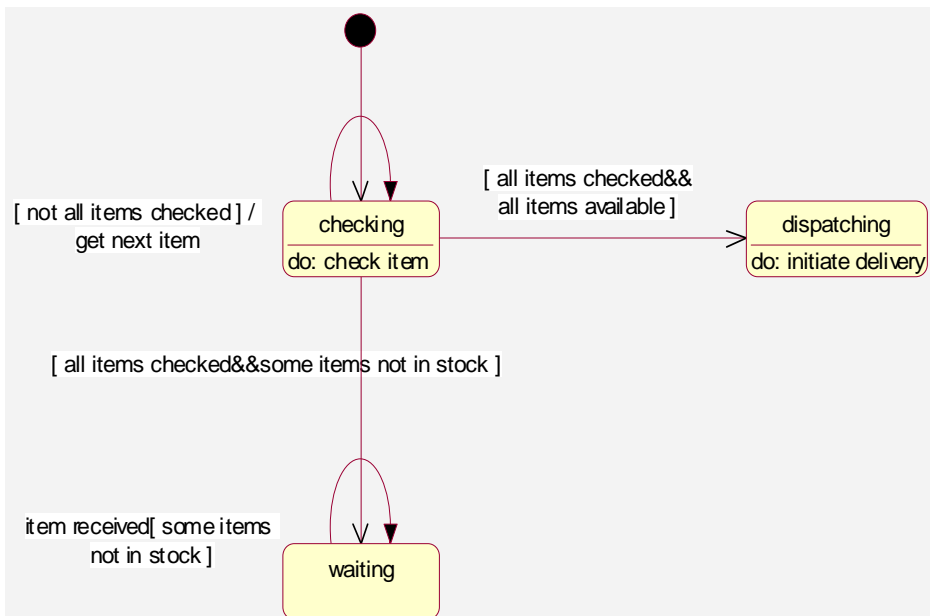 [ all items checked&&
all items available ]
[ not all items checked ] /
get next item
checking
do: check item
dispatching
do: initiate delivery
[ all items checked&&some items not in stock ]
item received[ some items
not in stock ]
waiting